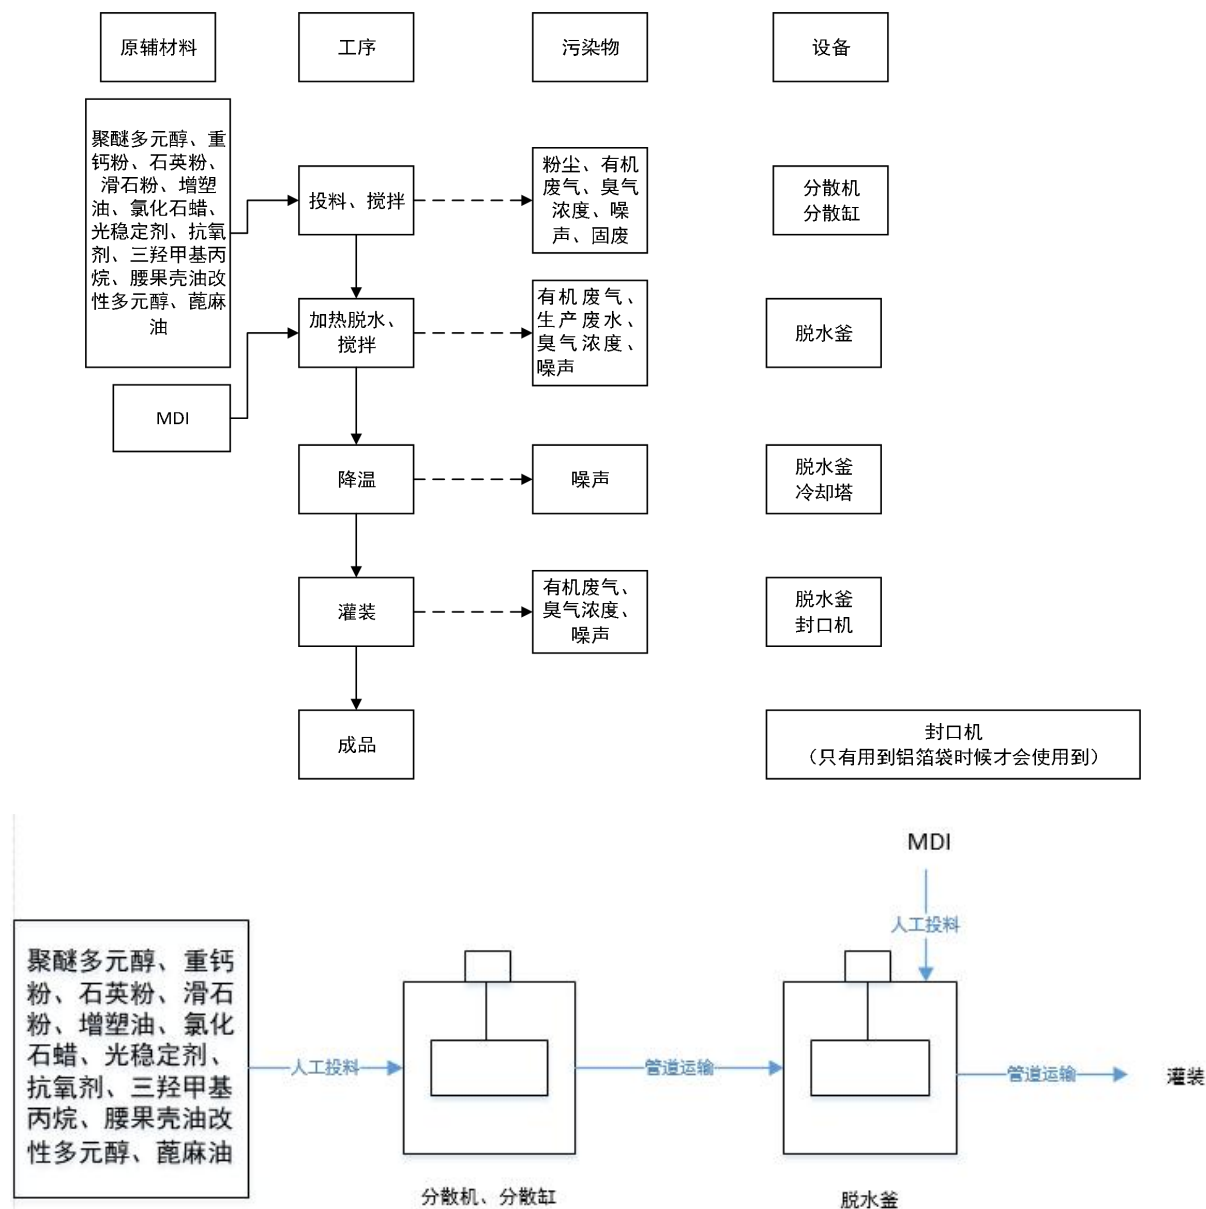 原辅材料
工序
污染物
设备
聚醚多元醇、重
钙粉、石英粉、
滑石粉、增塑
油、氯化石蜡、
光稳定剂、抗氧
剂、三羟甲基丙
烷、腰果壳油改
性多元醇、蓖麻
油
投料、搅拌
粉尘、有机
废气、臭气
浓度、噪
声、固废
分散机
分散缸
加热脱水、
搅拌
有机废气、
生产废水、
臭气浓度、
噪声
脱水釜
MDI
降温
噪声
脱水釜
冷却塔
灌装
有机废气、
臭气浓度、
噪声
脱水釜
封口机
成品
封口机
（只有用到铝箔袋时候才会使用到）
MDI
人工投料
聚醚多元醇、重钙
粉、石英粉、滑石
粉、增塑油、氯化
石蜡、光稳定剂、
抗氧剂、三羟甲基
丙烷、腰果壳油改
性多元醇、蓖麻油
人工投料
管道运输
管道运输
灌装
分散机、分散缸
脱水釜